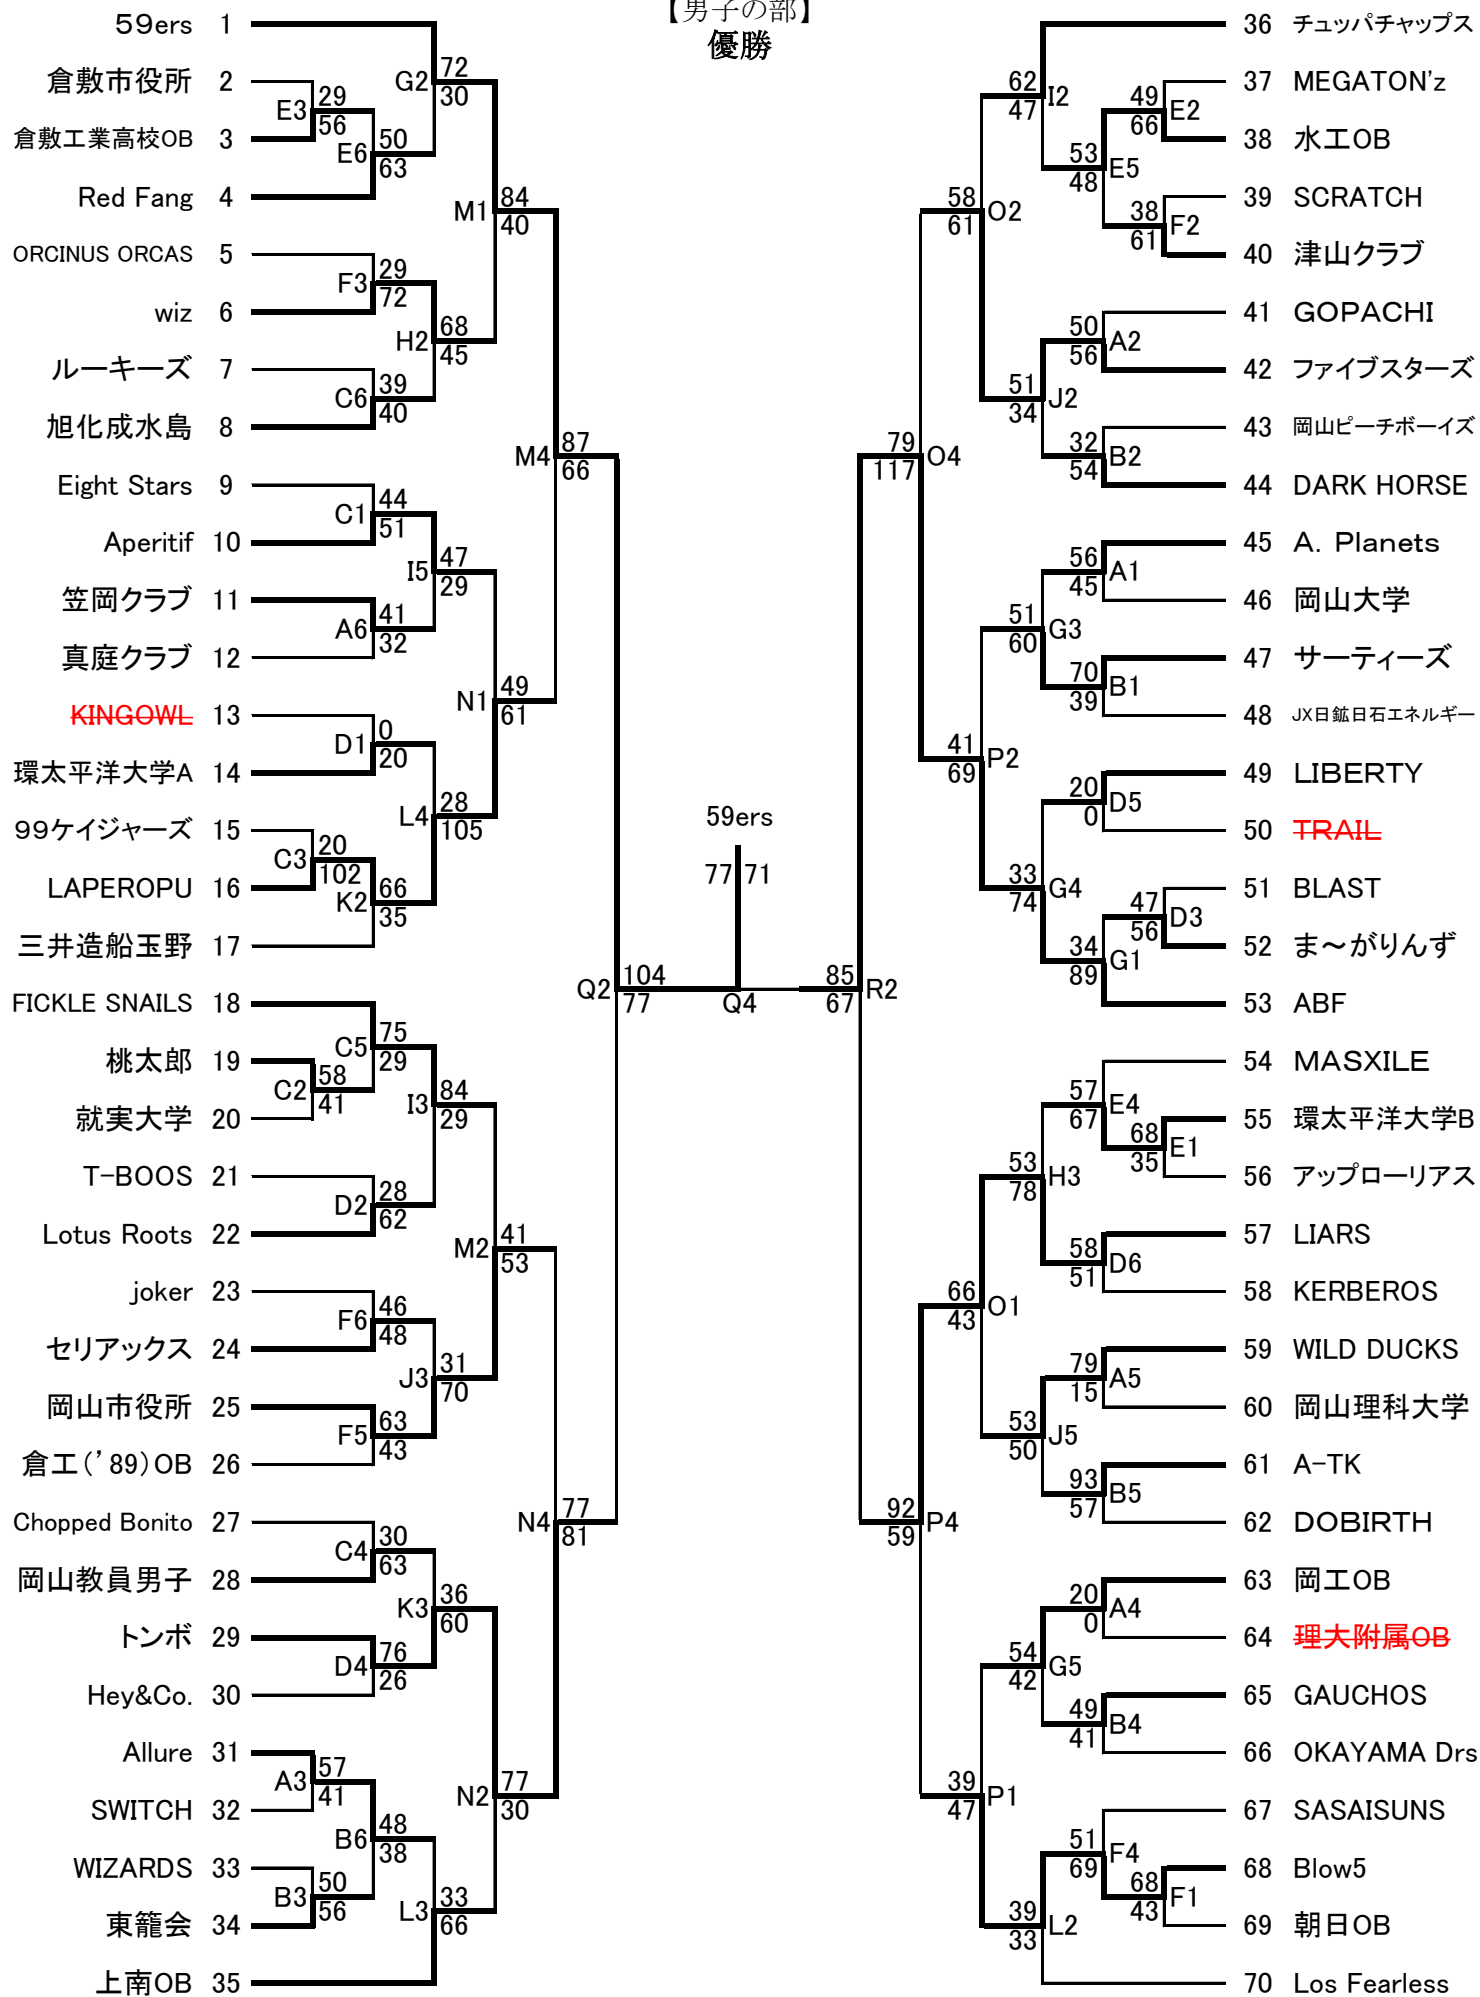 【男子の部】
優勝
59ers 1
倉敷市役所 2
倉敷工業高校OB 3
Red Fang 4
ORCINUS ORCAS 5
wiz 6
ルーキーズ 7
旭化成水島 8
Eight Stars 9
Aperitif 10
笠岡クラブ 11
真庭クラブ 12
KINGOWL 13
環太平洋大学A 14
99ケイジャーズ 15
LAPEROPU 16
三井造船玉野 17
FICKLE SNAILS 18
桃太郎 19
就実大学 20
T-BOOS 21
Lotus Roots 22
joker 23
セリアックス 24
岡山市役所 25
倉工(’89)OB 26
Chopped Bonito 27
岡山教員男子 28
トンボ 29
Hey&Co. 30
Allure 31
SWITCH 32
WIZARDS 33
東籠会 34
上南OB 35
E3 29 56
E6 50 63
G2 72 30
F3 29 72
C6 39 40
H2 68 45
M1 84 40
C1 44 51
A6 41 32
I5 47 29
D1 0 20
C3 20 102
K2 66 35
L4 28 105
N1 49 61
M4 87 66
C2 58 41
C5 75 29
D2 28 62
I3 84 29
F6 46 48
F5 63 43
J3 31 70
M2 41 53
C4 30 63
D4 76 26
K3 36 60
A3 57 41
B3 50 56
B6 48 38
L3 33 66
N2 77 30
N4 77 81
Q2 104 77
59ers
77 71
Q4
85 67 R2
79 117 O4
58 61 O2
62 47 I2
49 66 E2
53 48 E5
38 61 F2
50 56 A2
51 34 J2
32 54 B2
56 45 A1
51 60 G3
70 39 B1
41 69 P2
20 0 D5
33 74 G4
47 56 D3
34 89 G1
57 67 E4
68 35 E1
53 78 H3
58 51 D6
66 43 O1
79 15 A5
53 50 J5
93 57 B5
92 59 P4
20 0 A4
54 42 G5
49 41 B4
39 47 P1
51 69 F4
68 43 F1
39 33 L2
36 チュッパチャップス
37 MEGATON'z
38 水工OB
39 SCRATCH
40 津山クラブ
41 GOPACHI
42 ファイブスターズ
43 岡山ピーチボーイズ
44 DARK HORSE
45 A. Planets
46 岡山大学
47 サーティーズ
48 JX日鉱日石エネルギー
49 LIBERTY
50 TRAIL
51 BLAST
52 ま～がりんず
53 ABF
54 MASXILE
55 環太平洋大学B
56 アップローリアス
57 LIARS
58 KERBEROS
59 WILD DUCKS
60 岡山理科大学
61 A-TK
62 DOBIRTH
63 岡工OB
64 理大附属OB
65 GAUCHOS
66 OKAYAMA Drs
67 SASAISUNS
68 Blow5
69 朝日OB
70 Los Fearless